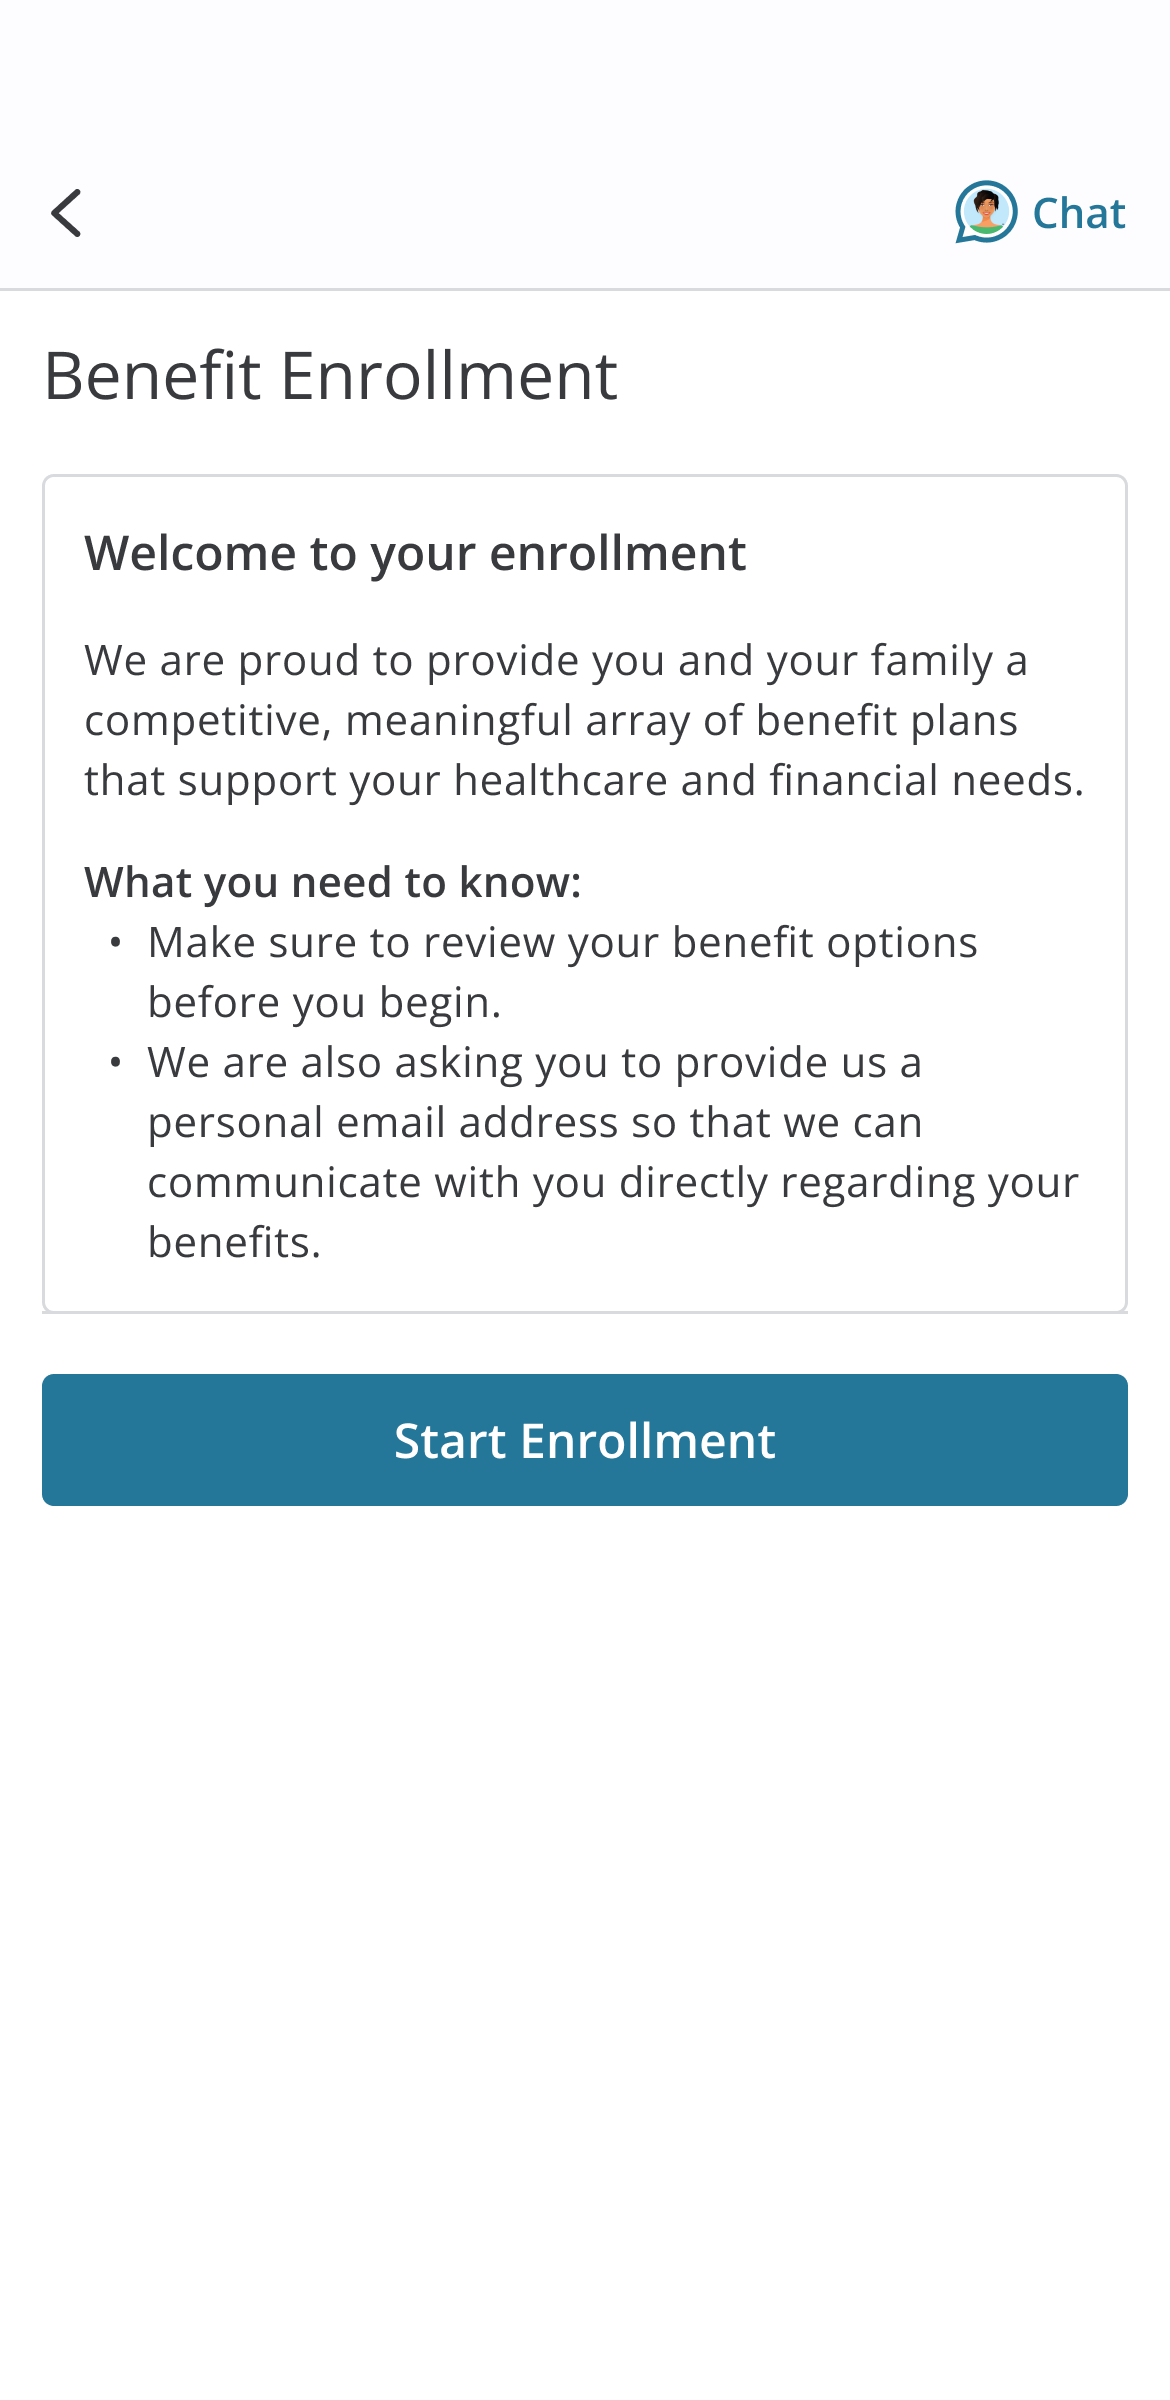 Chat
Benefit Enrollment
Welcome to your enrollment
We are proud to provide you and your family a
competitive, meaningful array of benefit plans
that support your healthcare and financial needs.
What you need to know:
• Make sure to review your benefit options
before you begin.
• We are also asking you to provide us a
personal email address so that we can
communicate with you directly regarding your
benefits.
Start Enrollment